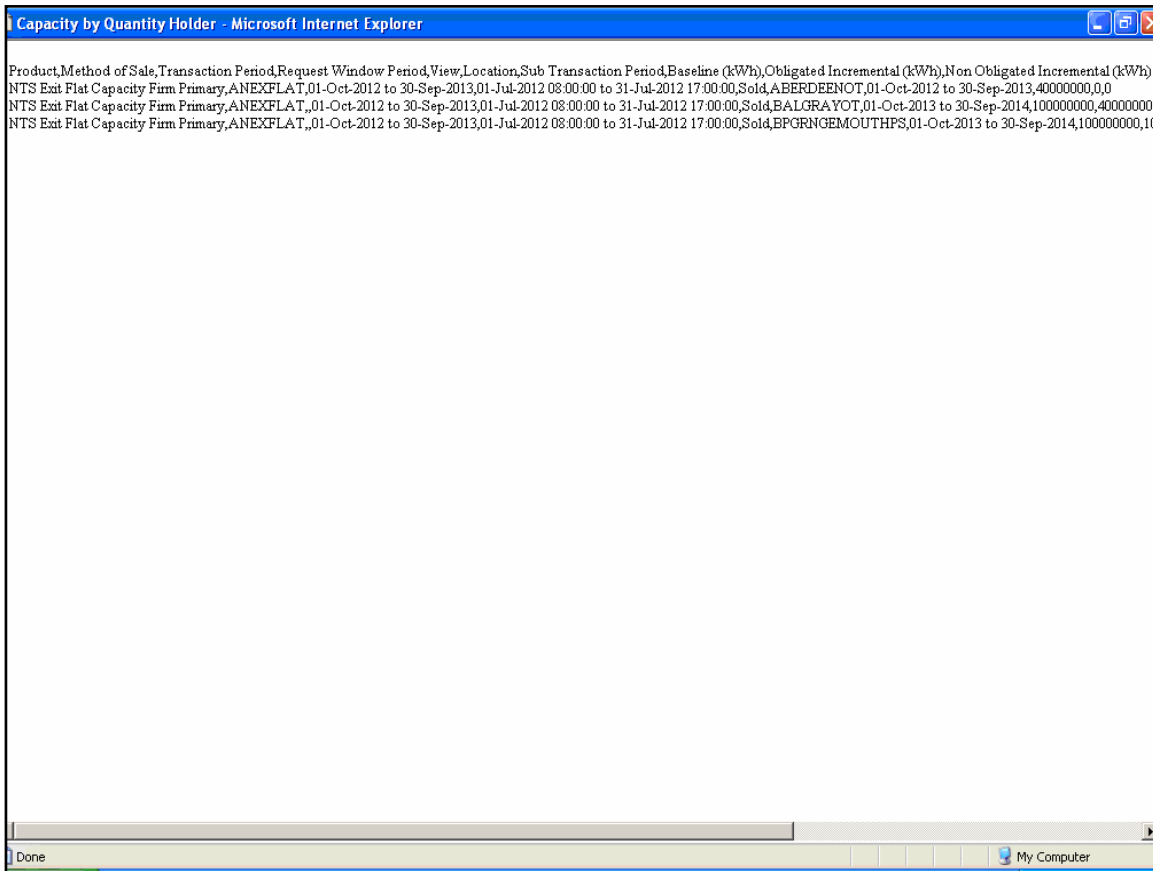 Capacity by Quantity Holder - Microsoft Internet Explorer
Product,Method of Sale,Transaction Period,Request Window Period,View,Location,Sub Transaction Period,Baseline (kWh),Obligated Incremental (kWh),Non Obligated Incremental (kWh)
NTS Exit Flat Capacity Firm Primary,ANEXFLAT,01-Oct-2012 to 30-Sep-2013,01-Jul-2012 08:00:00 to 31-Jul-2012 17:00:00,Sold,ABERDEENOT,01-Oct-2012 to 30-Sep-2013,40000000,0,0
NTS Exit Flat Capacity Firm Primary,ANEXFLAT,,01-Oct-2012 to 30-Sep-2013,01-Jul-2012 08:00:00 to 31-Jul-2012 17:00:00,Sold,BALGRAYOT,01-Oct-2013 to 30-Sep-2014,100000000,40000000
NTS Exit Flat Capacity Firm Primary,ANEXFLAT,,01-Oct-2012 to 30-Sep-2013,01-Jul-2012 08:00:00 to 31-Jul-2012 17:00:00,Sold,BPGRNGEMOUTHPS,01-Oct-2013 to 30-Sep-2014,100000000,10
Done
My Computer